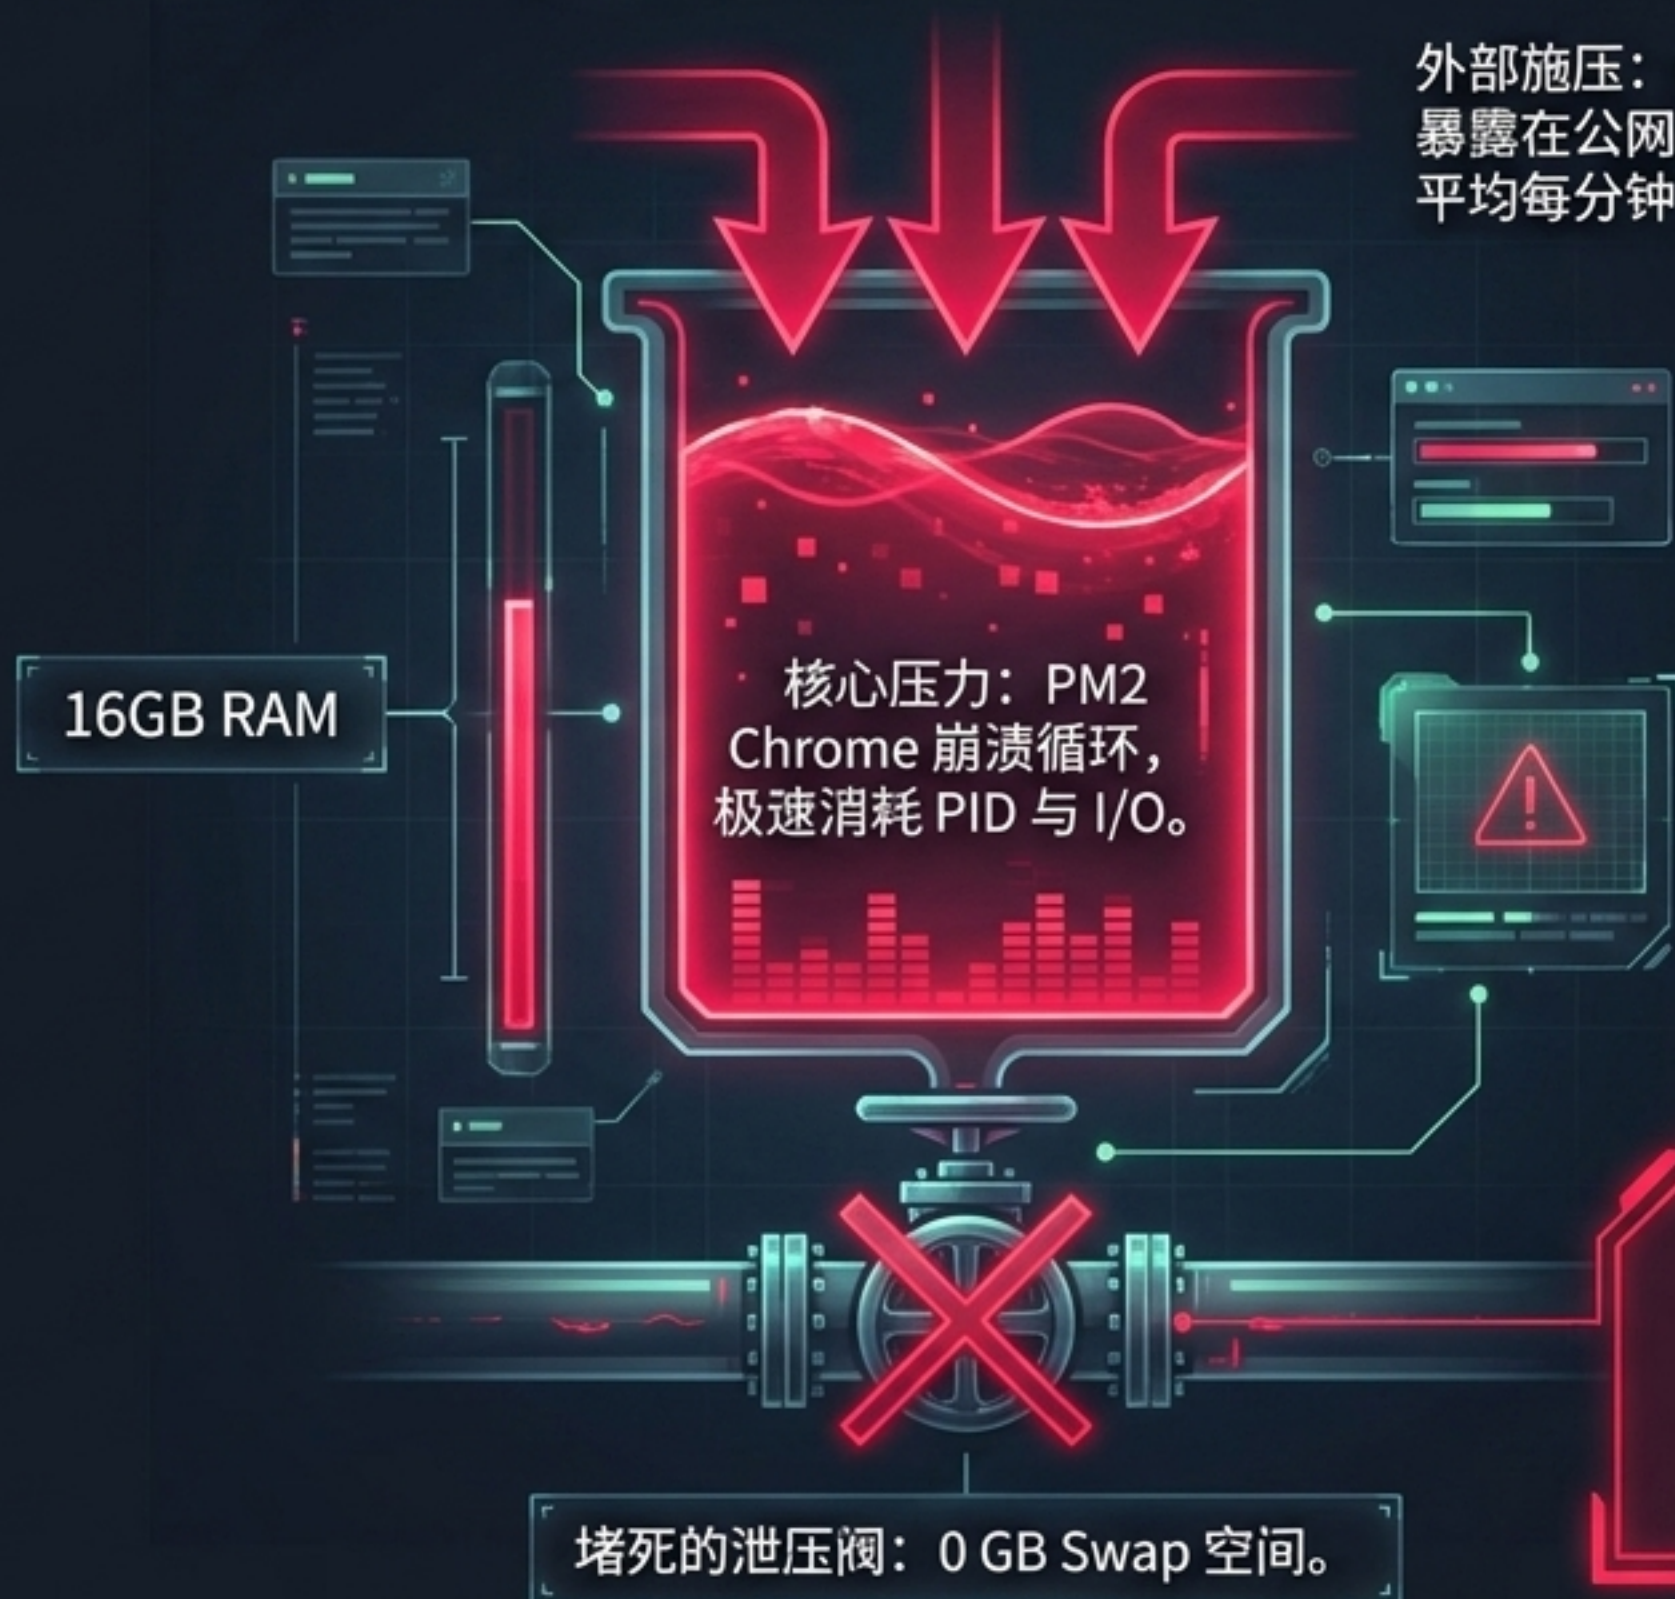 外部施压：
暴露在公网
平均每分钟
16GB RAM
核心压力：PM2
Chrome 崩溃循环，
极速消耗 PID 与 I/O。
堵死的泄压阀：0 GB Swap 空间。